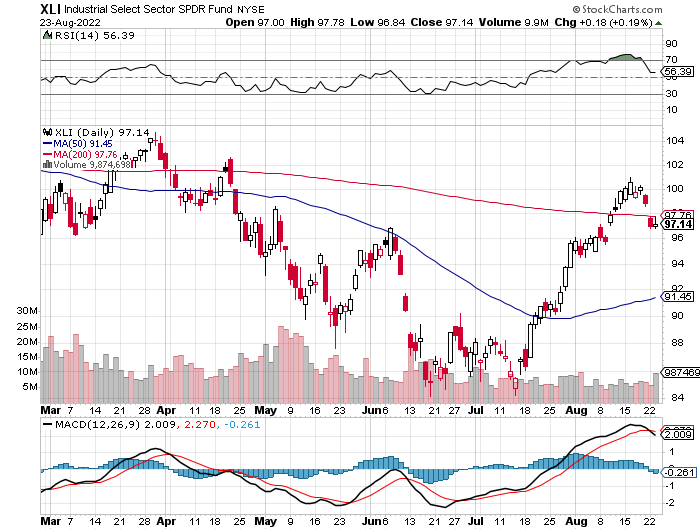 XLI Industrial Select Sector SPDR Fund NYSE
© StockCharts.com
23-Aug-2022
Open 97.00 High 97.78 Low 96.84 Close 97.14 Volume 9.9M Chg +0.18 (+0.19%)
RSI(14) 56.39
90
70
56.39
50
30
10
XLI (Daily) 97.14
MA(50) 91.45
MA(200) 97.76
Volume 9,874,698
104
102
100
98
97.76
97.14
96
94
92
91.45
90
88
86
84
30M
25M
20M
15M
10M
5M
Mar 7 14 21 28 Apr 11 18 25 May 9 16 23 Jun 6 13 21 27 Jul 11 18 25 Aug 8 15 22
MACD(12,26,9) 2.009, 2.270, -0.261
2.009
1
0
-0.261
-1
-2
Mar 7 14 21 28 Apr 11 18 25 May 9 16 23 Jun 6 13 21 27 Jul 11 18 25 Aug 8 15 22